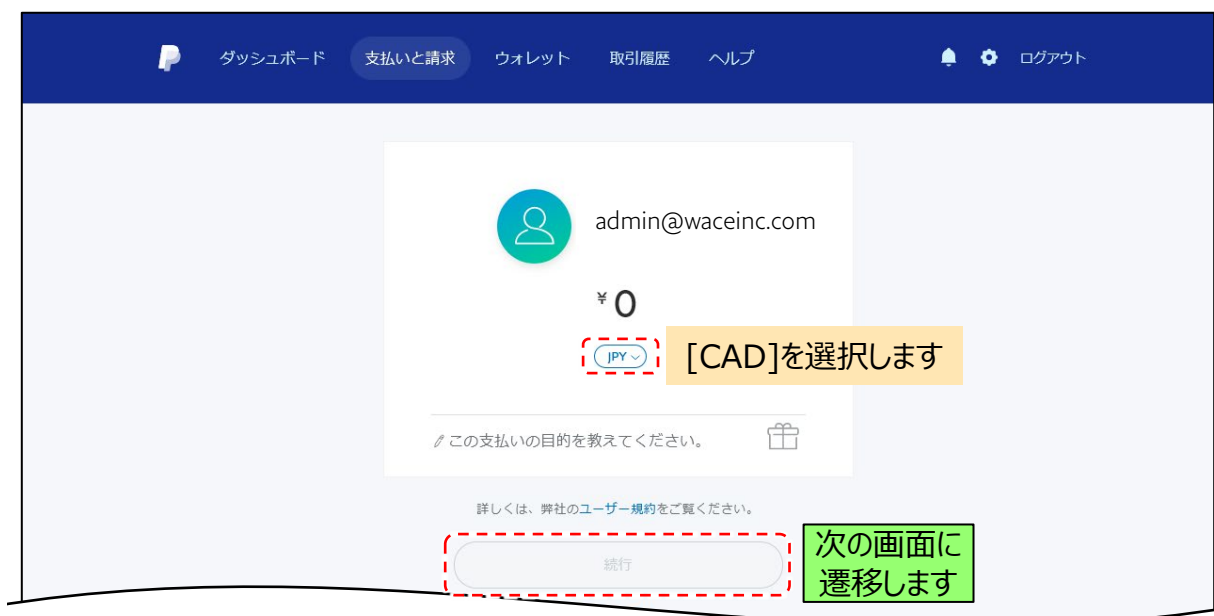 ダッシュボード 支払いと請求 ウォレット 取引履歴 ヘルプ ログアウト
admin@waceinc.com
¥0
JPY
[CAD]を選択します
この支払いの目的を教えてください。
詳しくは、弊社のユーザー規約をご覧ください。
続行
次の画面に
遷移します